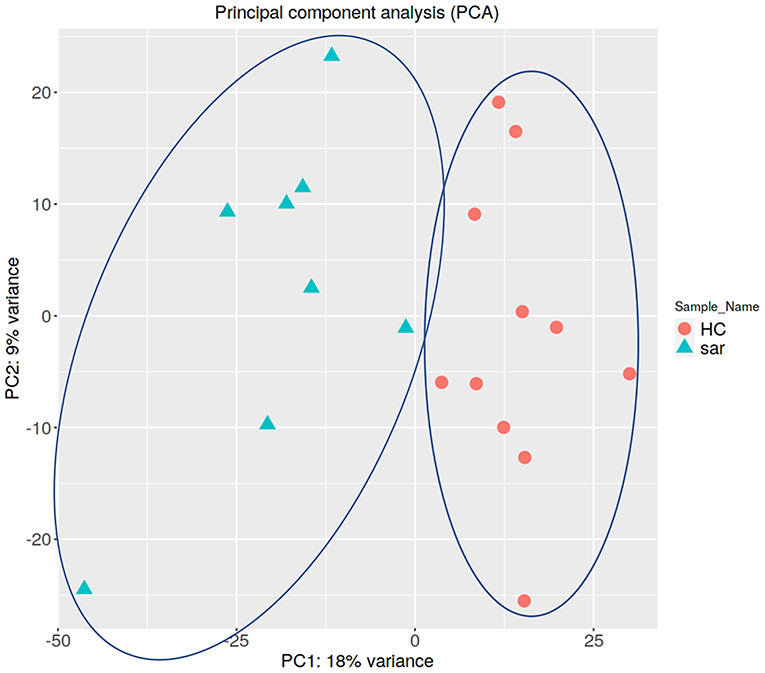 Principal component analysis (PCA)
20
10
0
-10
-20
-50
-25
0
25
PC1: 18% variance
PC2: 9% variance
Sample_Name
HC
sar